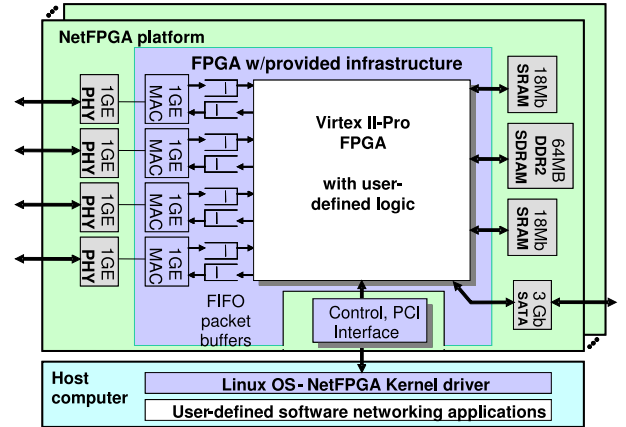 NetFPGA platform
FPGA w/provided infrastructure
1GE
PHY
1GE
MAC
1GE
PHY
1GE
MAC
1GE
PHY
1GE
MAC
1GE
PHY
1GE
MAC
FIFO
packet
buffers
Virtex II-Pro
FPGA
with user-
defined logic
18Mb
SRAM
64MB
DDR2
SDRAM
18Mb
SRAM
3 Gb
SATA
Control, PCI
Interface
Host
computer
Linux OS- NetFPGA Kernel driver
User-defined software networking applications